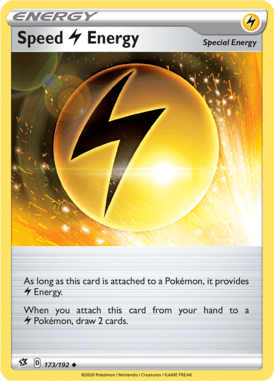 ENERGY
Speed Energy
Special Energy
As long as this card is attached to a Pokémon, it provides
Energy.
When you attach this card from your hand to a
Pokémon, draw 2 cards.
D 173/192
©2020 Pokémon / Nintendo / Creatures / GAME FREAK